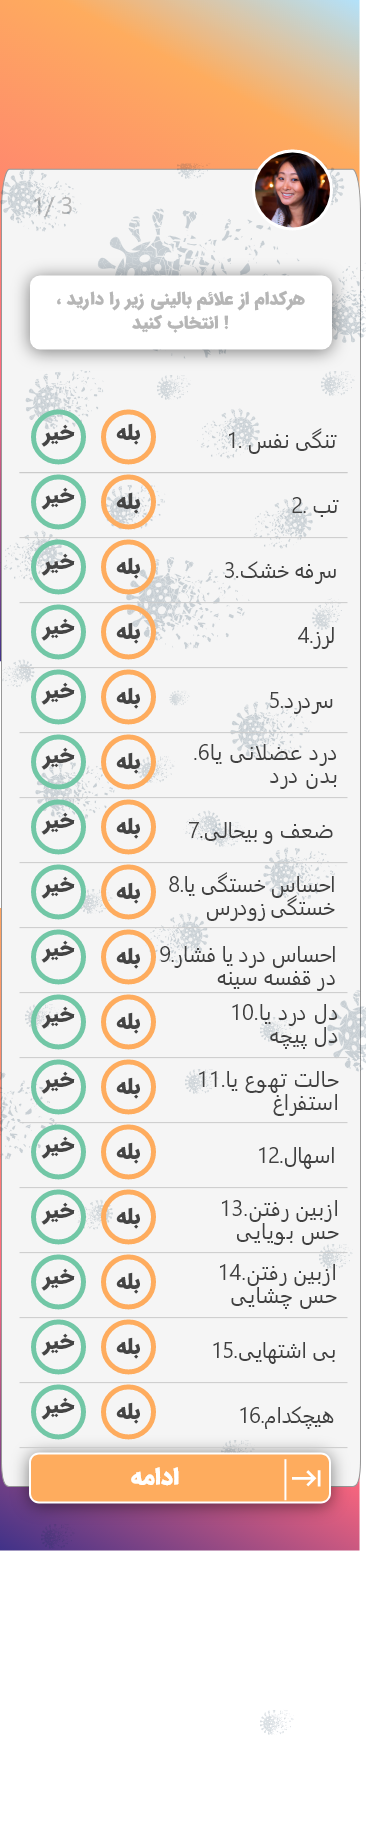 1/ 3
هرکدام از علائم بالینی زیر را دارید ،
انتخاب کنید !
1. تنگی نفس بله خیر
2. تب بله خیر
3.سرفه خشک بله خیر
4.لرز بله خیر
5.سردرد بله خیر
6.درد عضلانی یا
بدن درد بله خیر
7.ضعف و بیحالی بله خیر
8.احساس خستگی یا
خستگی زودرس بله خیر
9.احساس درد یا فشار
در قفسه سینه بله خیر
10.دل درد یا
دل پیچه بله خیر
11.حالت تهوع یا
استفراغ بله خیر
12.اسهال بله خیر
13.ازبین رفتن
حس بویایی بله خیر
14.ازبین رفتن
حس چشایی بله خیر
15.بی اشتهایی بله خیر
16.هیچکدام بله خیر
ادامه